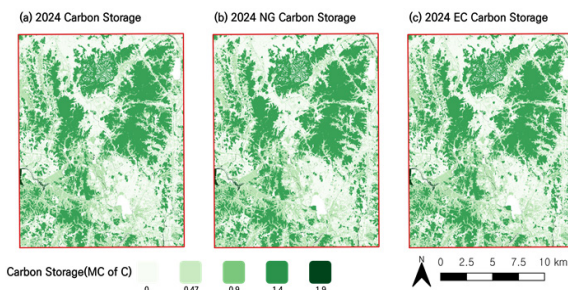 (a) 2024 Carbon Storage
(b) 2024 NG Carbon Storage
(c) 2024 EC Carbon Storage
Carbon Storage(MC of C)
0 0.47 0.9 1.4 1.9
N
0 2.5 5 7.5 10 km